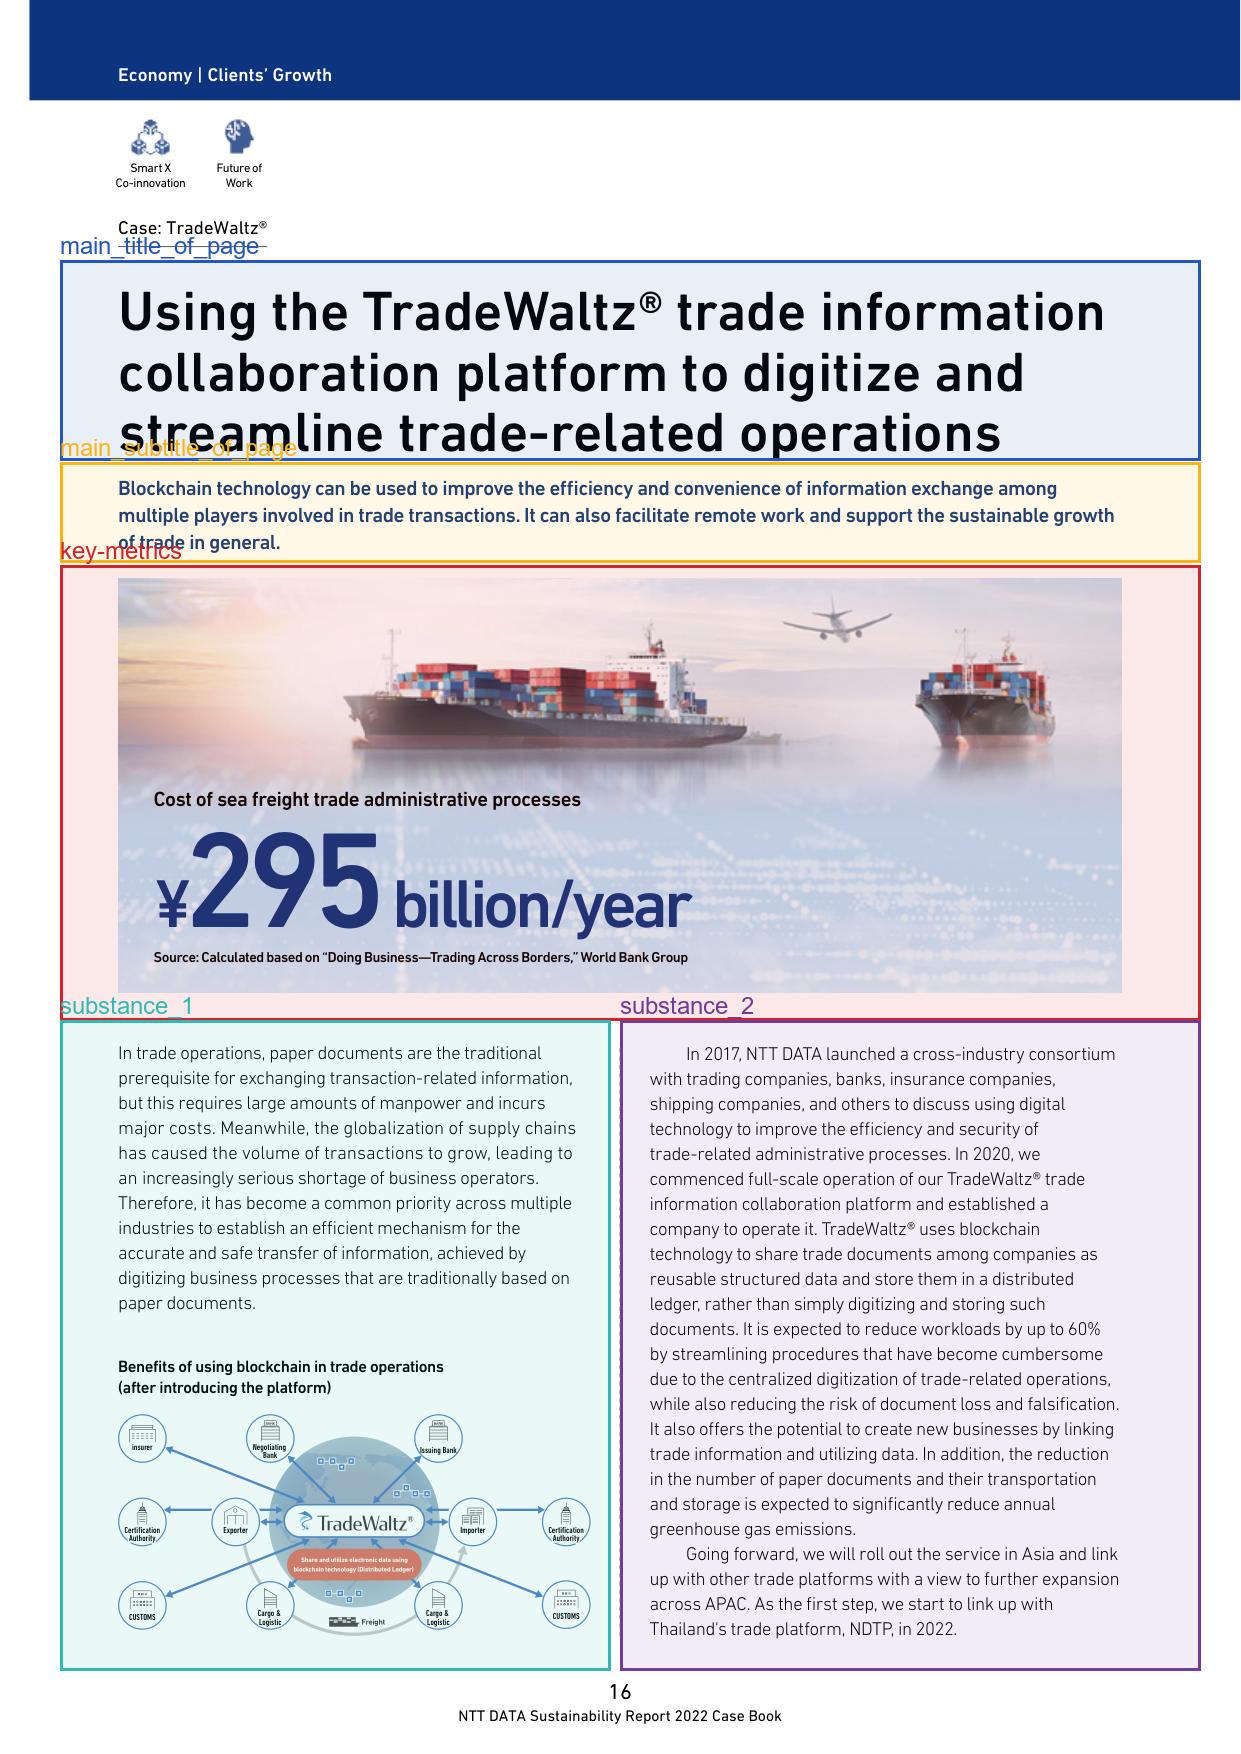 Economy | Clients’ Growth
Smart X
Co-innovation
Future of
Work
Case: TradeWaltz®
main_title_of_page
Using the TradeWaltz® trade information
collaboration platform to digitize and
streamline trade-related operations
main_subtitle_of_page
Blockchain technology can be used to improve the efficiency and convenience of information exchange among
multiple players involved in trade transactions. It can also facilitate remote work and support the sustainable growth
of trade in general.
key-metrics
Cost of sea freight trade administrative processes
¥295 billion/year
Source: Calculated based on “Doing Business—Trading Across Borders,” World Bank Group
substance_1
In trade operations, paper documents are the traditional
prerequisite for exchanging transaction-related information,
but this requires large amounts of manpower and incurs
major costs. Meanwhile, the globalization of supply chains
has caused the volume of transactions to grow, leading to
an increasingly serious shortage of business operators.
Therefore, it has become a common priority across multiple
industries to establish an efficient mechanism for the
accurate and safe transfer of information, achieved by
digitizing business processes that are traditionally based on
paper documents.
Benefits of using blockchain in trade operations
(after introducing the platform)
insurer
BANK
Negotiating
Bank
BANK
Issuing Bank
Certification
Authority
Exporter
TradeWaltz®
Importer
Certification
Authority
Share and utilize electronic data using
blockchain technology (Distributed Ledger)
CUSTOMS
Cargo &
Logistic
Freight
Cargo &
Logistic
CUSTOMS
substance_2
In 2017, NTT DATA launched a cross-industry consortium
with trading companies, banks, insurance companies,
shipping companies, and others to discuss using digital
technology to improve the efficiency and security of
trade-related administrative processes. In 2020, we
commenced full-scale operation of our TradeWaltz® trade
information collaboration platform and established a
company to operate it. TradeWaltz® uses blockchain
technology to share trade documents among companies as
reusable structured data and store them in a distributed
ledger, rather than simply digitizing and storing such
documents. It is expected to reduce workloads by up to 60%
by streamlining procedures that have become cumbersome
due to the centralized digitization of trade-related operations,
while also reducing the risk of document loss and falsification.
It also offers the potential to create new businesses by linking
trade information and utilizing data. In addition, the reduction
in the number of paper documents and their transportation
and storage is expected to significantly reduce annual
greenhouse gas emissions.
Going forward, we will roll out the service in Asia and link
up with other trade platforms with a view to further expansion
across APAC. As the first step, we start to link up with
Thailand's trade platform, NDTP, in 2022.
16
NTT DATA Sustainability Report 2022 Case Book